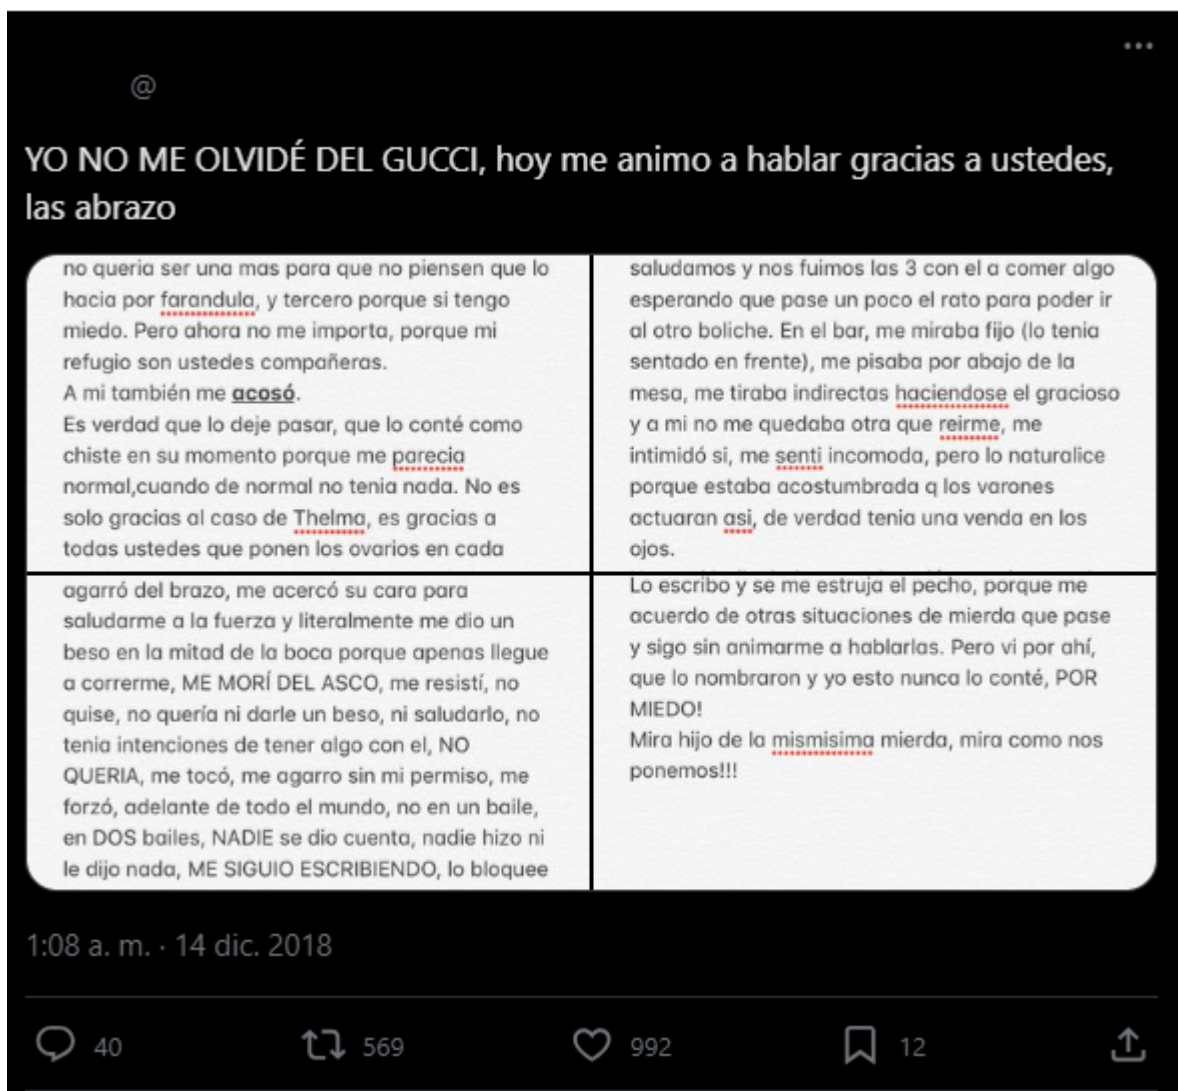 @
YO NO ME OLVIDÉ DEL GUCCI, hoy me animo a hablar gracias a ustedes,
las abrazo
no queria ser una mas para que no piensen que lo
hacia por farandula, y tercero porque si tengo
miedo. Pero ahora no me importa, porque mi
refugio son ustedes compañeras.
A mi también me acosó.
Es verdad que lo deje pasar, que lo conté como
chiste en su momento porque me parecia
normal,cuando de normal no tenia nada. No es
solo gracias al caso de Thelma, es gracias a
todas ustedes que ponen los ovarios en cada
saludamos y nos fuimos las 3 con el a comer algo
esperando que pase un poco el rato para poder ir
al otro boliche. En el bar, me miraba fijo (lo tenia
sentado en frente), me pisaba por abajo de la
mesa, me tiraba indirectas haciendose el gracioso
y a mi no me quedaba otra que reirme, me
intimidó si, me senti incomoda, pero lo naturalice
porque estaba acostumbrada q los varones
actuaran asi, de verdad tenia una venda en los
ojos.
agarró del brazo, me acercó su cara para
saludarme a la fuerza y literalmente me dio un
beso en la mitad de la boca porque apenas llegue
a correrme, ME MORÍ DEL ASCO, me resistí, no
quise, no quería ni darle un beso, ni saludarlo, no
tenia intenciones de tener algo con el, NO
QUERIA, me tocó, me agarro sin mi permiso, me
forzó, adelante de todo el mundo, no en un baile,
en DOS bailes, NADIE se dio cuenta, nadie hizo ni
le dijo nada, ME SIGUIO ESCRIBIENDO, lo bloquee
Lo escribo y se me estruja el pecho, porque me
acuerdo de otras situaciones de mierda que pase
y sigo sin animarme a hablarlas. Pero vi por ahí,
que lo nombraron y yo esto nunca lo conté, POR
MIEDO!
Mira hijo de la mismisima mierda, mira como nos
ponemos!!!
1:08 a. m. · 14 dic. 2018
40 569 992 12